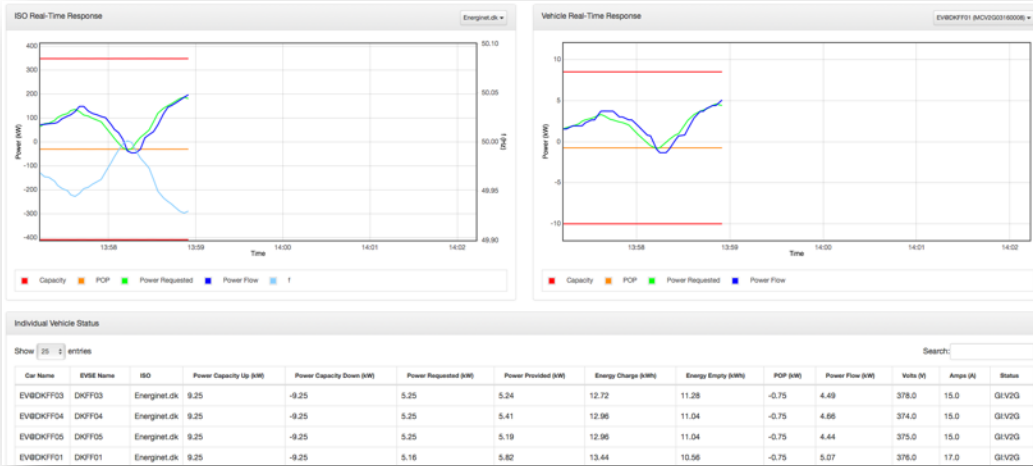 ISO Real-Time Response
Energinet.dk
400
300
200
100
0
-100
-200
-300
-400
Power (kW)
50.10
50.05
50.00
49.95
49.90
f (Hz)
13:58 13:59 14:00 14:01 14:02
Time
Capacity POP Power Requested Power Flow f
Vehicle Real-Time Response
EV@DKFF01 (MCV2G03160008)
10
5
0
-5
-10
Power (kW)
13:58 13:59 14:00 14:01 14:02
Time
Capacity POP Power Requested Power Flow
Individual Vehicle Status
Show 25 entries Search:
Car Name EVSE Name ISO Power Capacity Up (kW) Power Capacity Down (kW) Power Requested (kW) Power Provided (kW) Energy Charge (kWh) Energy Empty (kWh) POP (kW) Power Flow (kW) Volts (V) Amps (A) Status
EV@DKFF03 DKFF03 Energinet.dk 9.25 -9.25 5.25 5.24 12.72 11.28 -0.75 4.49 378.0 15.0 GI:V2G
EV@DKFF04 DKFF04 Energinet.dk 9.25 -9.25 5.25 5.41 12.96 11.04 -0.75 4.66 374.0 15.0 GI:V2G
EV@DKFF05 DKFF05 Energinet.dk 9.25 -9.25 5.25 5.19 12.96 11.04 -0.75 4.44 375.0 15.0 GI:V2G
EV@DKFF01 DKFF01 Energinet.dk 9.25 -9.25 5.16 5.82 13.44 10.56 -0.75 5.07 376.0 17.0 GI:V2G